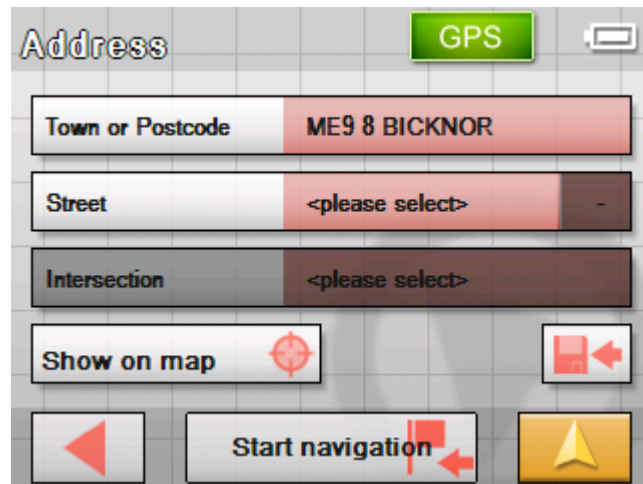 Address GPS
Town or Postcode ME9 8 BICKNOR
Street <please select> -
Intersection <please select>
Show on map
Start navigation